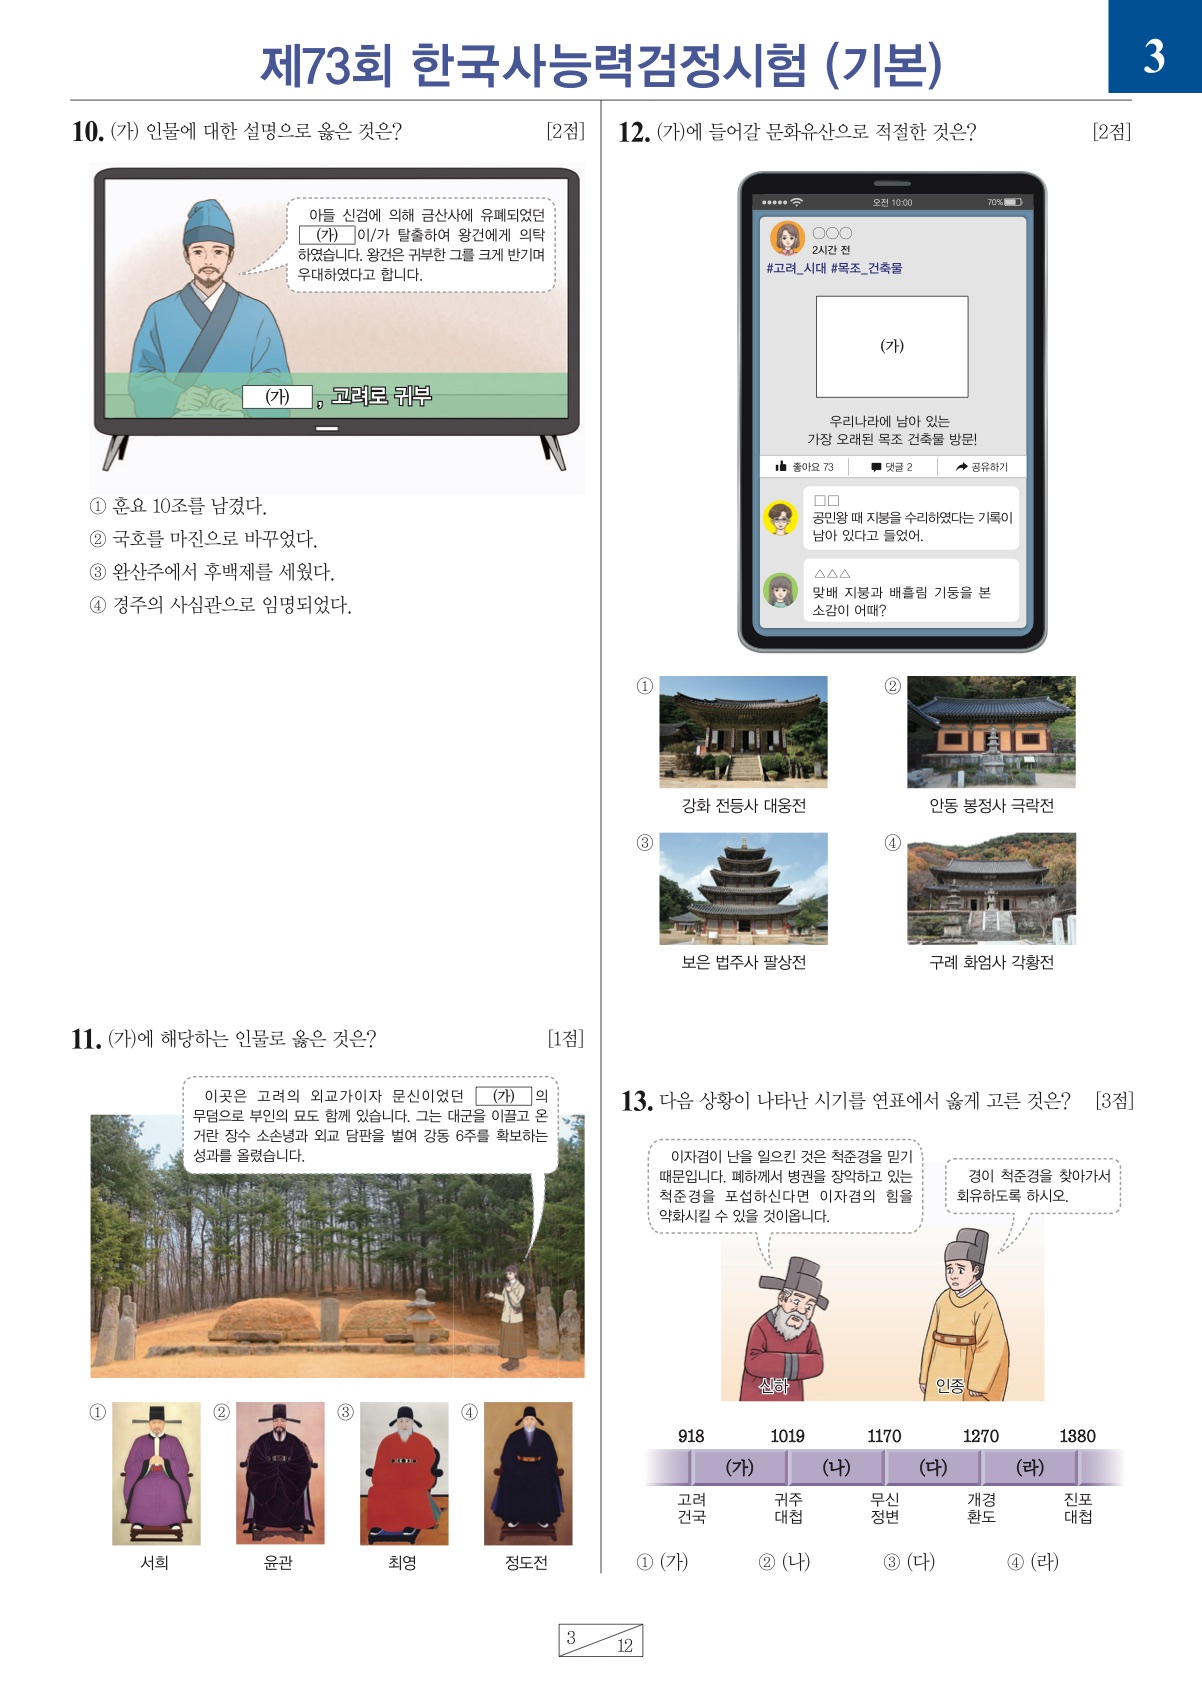 제73회 한국사능력검정시험 (기본)
3
10. (가) 인물에 대한 설명으로 옳은 것은? [2점]
아들 신검에 의해 금산사에 유폐되었던
(가) 이/가 탈출하여 왕건에게 의탁
하였습니다. 왕건은 귀부한 그를 크게 반기며
우대하였다고 합니다.
(가) , 고려로 귀부
① 훈요 10조를 남겼다.
② 국호를 마진으로 바꾸었다.
③ 완산주에서 후백제를 세웠다.
④ 경주의 사심관으로 임명되었다.
11. (가)에 해당하는 인물로 옳은 것은? [1점]
이곳은 고려의 외교가이자 문신이었던 (가) 의
무덤으로 부인의 묘도 함께 있습니다. 그는 대군을 이끌고 온
거란 장수 소손녕과 외교 담판을 벌여 강동 6주를 확보하는
성과를 올렸습니다.
① ② ③ ④
서희 윤관 최영 정도전
12. (가)에 들어갈 문화유산으로 적절한 것은? [2점]
오전 10:00 70%
○○○
2시간 전
#고려_시대 #목조_건축물
(가)
우리나라에 남아 있는
가장 오래된 목조 건축물 방문!
좋아요 73 댓글 2 공유하기
□□
공민왕 때 지붕을 수리하였다는 기록이
남아 있다고 들었어.
△△△
맞배 지붕과 배흘림 기둥을 본
소감이 어때?
① ②
강화 전등사 대웅전 안동 봉정사 극락전
③ ④
보은 법주사 팔상전 구례 화엄사 각황전
13. 다음 상황이 나타난 시기를 연표에서 옳게 고른 것은? [3점]
이자겸이 난을 일으킨 것은 척준경을 믿기
때문입니다. 폐하께서 병권을 장악하고 있는
척준경을 포섭하신다면 이자겸의 힘을
약화시킬 수 있을 것이옵니다.
경이 척준경을 찾아가서
회유하도록 하시오.
신하 인종
918 1019 1170 1270 1380
(가) (나) (다) (라)
고려 귀주 무신 개경 진포
건국 대첩 정변 환도 대첩
① (가) ② (나) ③ (다) ④ (라)
3 12